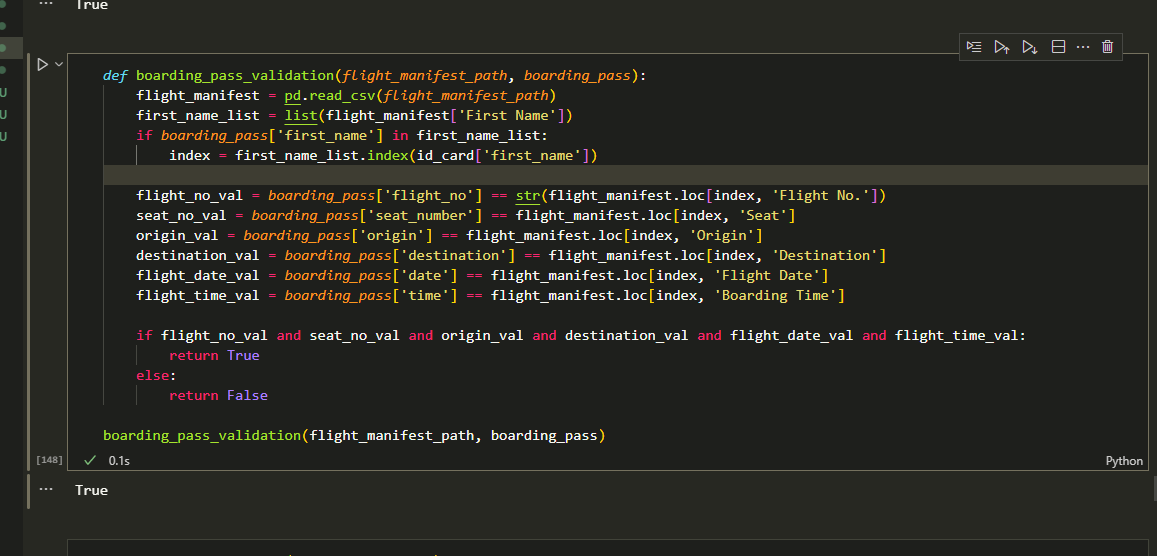 True
def boarding_pass_validation(flight_manifest_path, boarding_pass):
    flight_manifest = pd.read_csv(flight_manifest_path)
    first_name_list = list(flight_manifest['First Name'])
    if boarding_pass['first_name'] in first_name_list:
        index = first_name_list.index(id_card['first_name'])
    flight_no_val = boarding_pass['flight_no'] == str(flight_manifest.loc[index, 'Flight No.'])
    seat_no_val = boarding_pass['seat_number'] == flight_manifest.loc[index, 'Seat']
    origin_val = boarding_pass['origin'] == flight_manifest.loc[index, 'Origin']
    destination_val = boarding_pass['destination'] == flight_manifest.loc[index, 'Destination']
    flight_date_val = boarding_pass['date'] == flight_manifest.loc[index, 'Flight Date']
    flight_time_val = boarding_pass['time'] == flight_manifest.loc[index, 'Boarding Time']
    if flight_no_val and seat_no_val and origin_val and destination_val and flight_date_val and flight_time_val:
        return True
    else:
        return False
boarding_pass_validation(flight_manifest_path, boarding_pass)
[148] 0.1s Python
True
U
U
U